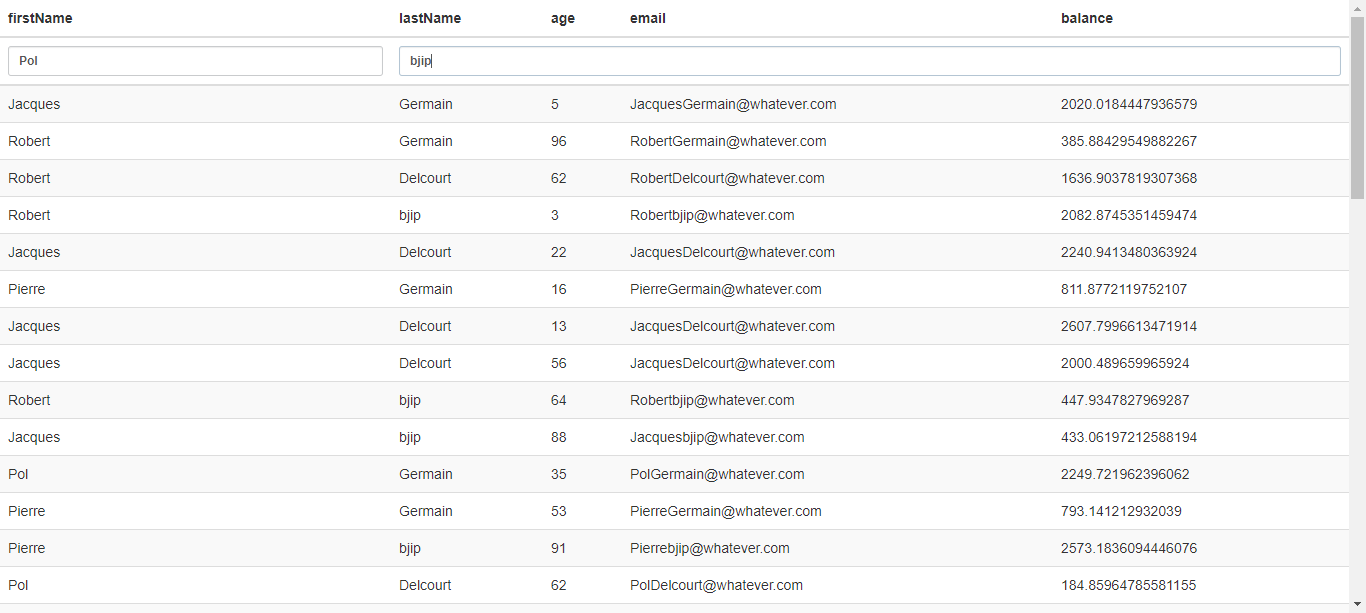 firstName lastName age email balance
Pol bjip
Jacques Germain 5 JacquesGermain@whatever.com 2020.0184447936579
Robert Germain 96 RobertGermain@whatever.com 385.88429549882267
Robert Delcourt 62 RobertDelcourt@whatever.com 1636.9037819307368
Robert bjip 3 Robertbjip@whatever.com 2082.8745351459474
Jacques Delcourt 22 JacquesDelcourt@whatever.com 2240.9413480363924
Pierre Germain 16 PierreGermain@whatever.com 811.8772119752107
Jacques Delcourt 13 JacquesDelcourt@whatever.com 2607.7996613471914
Jacques Delcourt 56 JacquesDelcourt@whatever.com 2000.489659965924
Robert bjip 64 Robertbjip@whatever.com 447.9347827969287
Jacques bjip 88 Jacquesbjip@whatever.com 433.06197212588194
Pol Germain 35 PolGermain@whatever.com 2249.721962396062
Pierre Germain 53 PierreGermain@whatever.com 793.141212932039
Pierre bjip 91 Pierrebjip@whatever.com 2573.1836094446076
Pol Delcourt 62 PolDelcourt@whatever.com 184.85964785581155